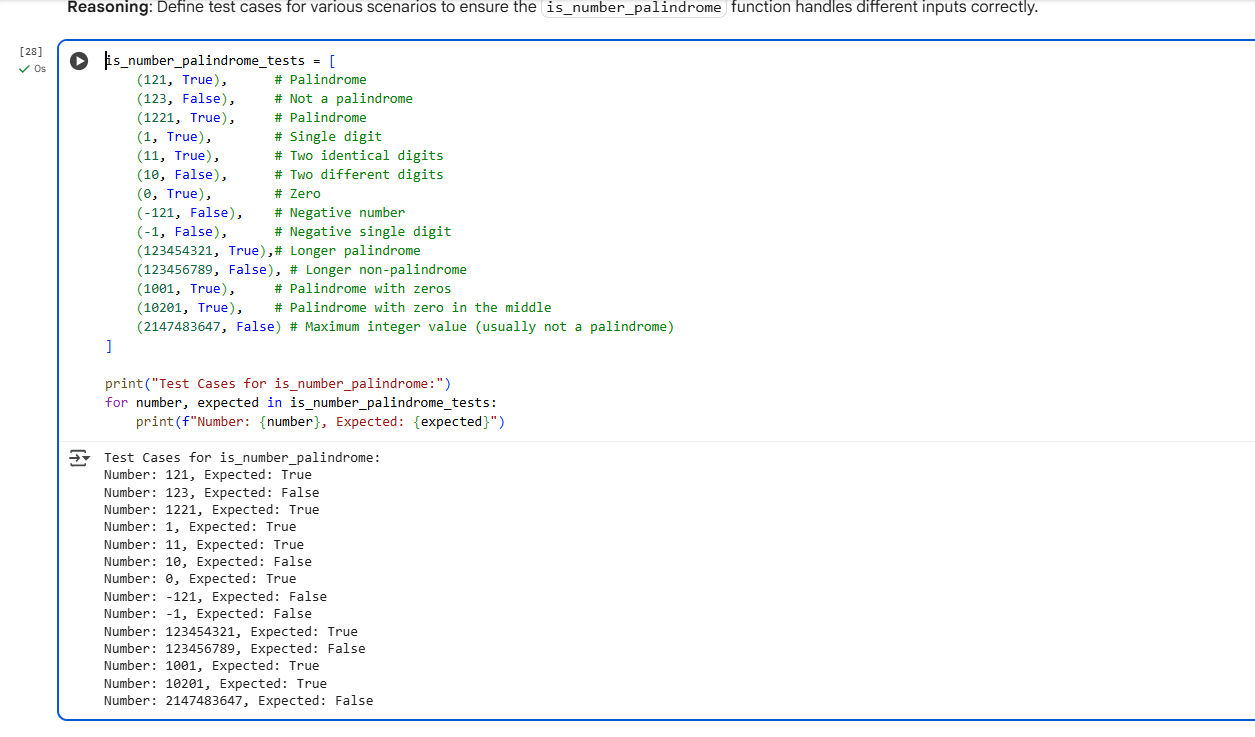 Reasoning: Define test cases for various scenarios to ensure the is_number_palindrome function handles different inputs correctly.
[28]
0s
is_number_palindrome_tests = [
    (121, True),      # Palindrome
    (123, False),     # Not a palindrome
    (1221, True),     # Palindrome
    (1, True),        # Single digit
    (11, True),       # Two identical digits
    (10, False),      # Two different digits
    (0, True),        # Zero
    (-121, False),    # Negative number
    (-1, False),      # Negative single digit
    (123454321, True),# Longer palindrome
    (123456789, False), # Longer non-palindrome
    (1001, True),     # Palindrome with zeros
    (10201, True),    # Palindrome with zero in the middle
    (2147483647, False) # Maximum integer value (usually not a palindrome)
]
print("Test Cases for is_number_palindrome:")
for number, expected in is_number_palindrome_tests:
    print(f"Number: {number}, Expected: {expected}")
Test Cases for is_number_palindrome:
Number: 121, Expected: True
Number: 123, Expected: False
Number: 1221, Expected: True
Number: 1, Expected: True
Number: 11, Expected: True
Number: 10, Expected: False
Number: 0, Expected: True
Number: -121, Expected: False
Number: -1, Expected: False
Number: 123454321, Expected: True
Number: 123456789, Expected: False
Number: 1001, Expected: True
Number: 10201, Expected: True
Number: 2147483647, Expected: False